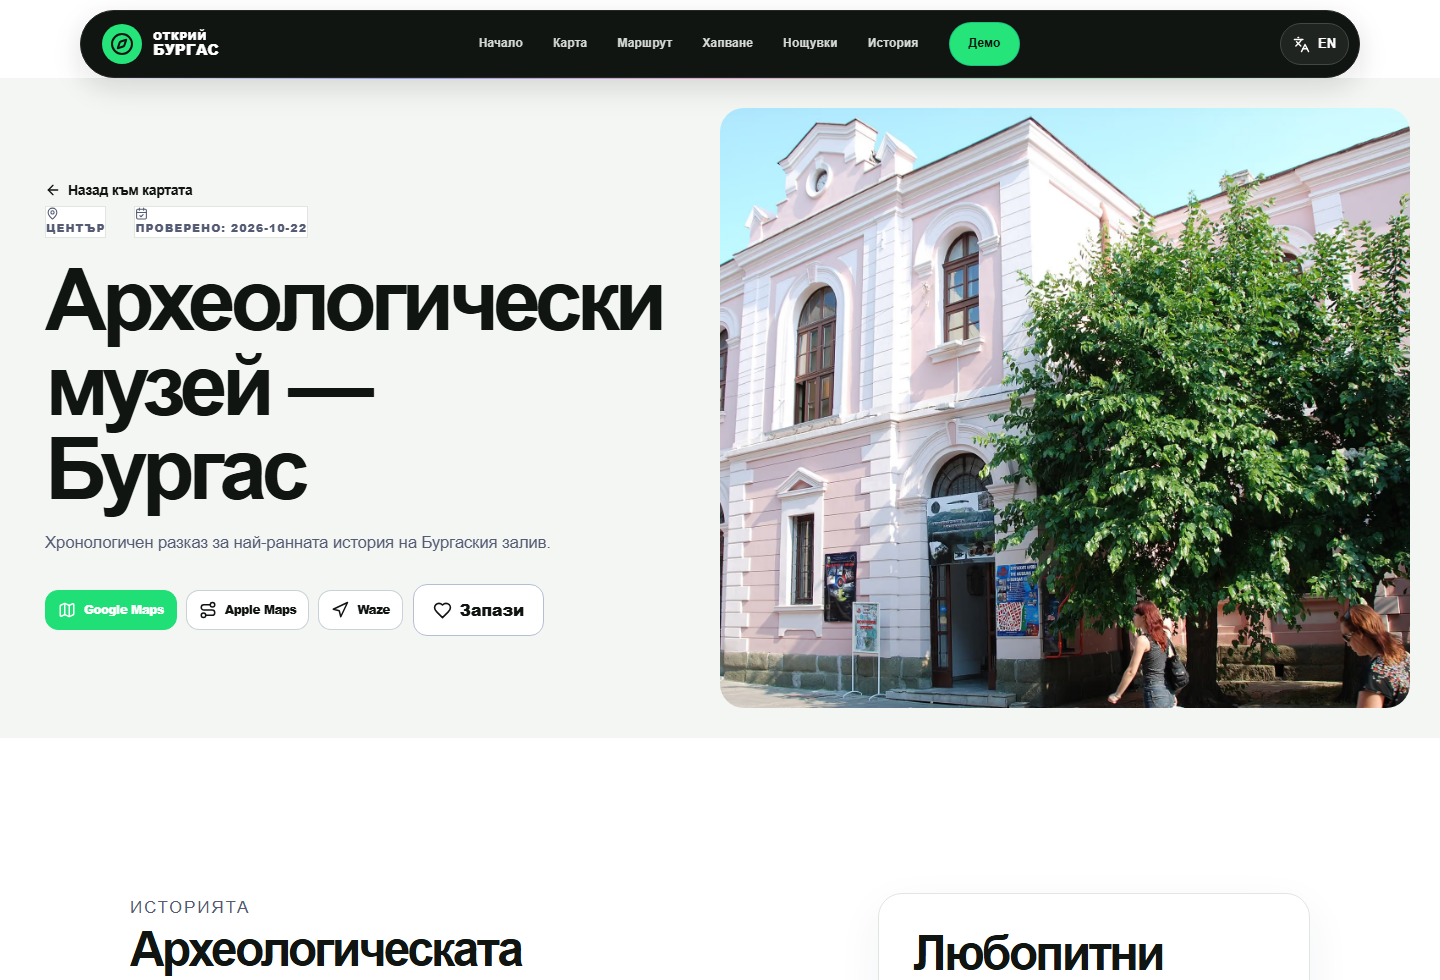 ОТКРИЙ
БУРГАС
Начало
Карта
Маршрут
Хапване
Нощувки
История
Демо
EN
Назад към картата
ЦЕНТЪР
ПРОВЕРЕНО: 2026-10-22
Археологически
музей —
Бургас
Хронологичен разказ за най-ранната история на Бургаския залив.
Google Maps
Apple Maps
Waze
Запази
ИСТОРИЯТА
Археологическата
Любопитни